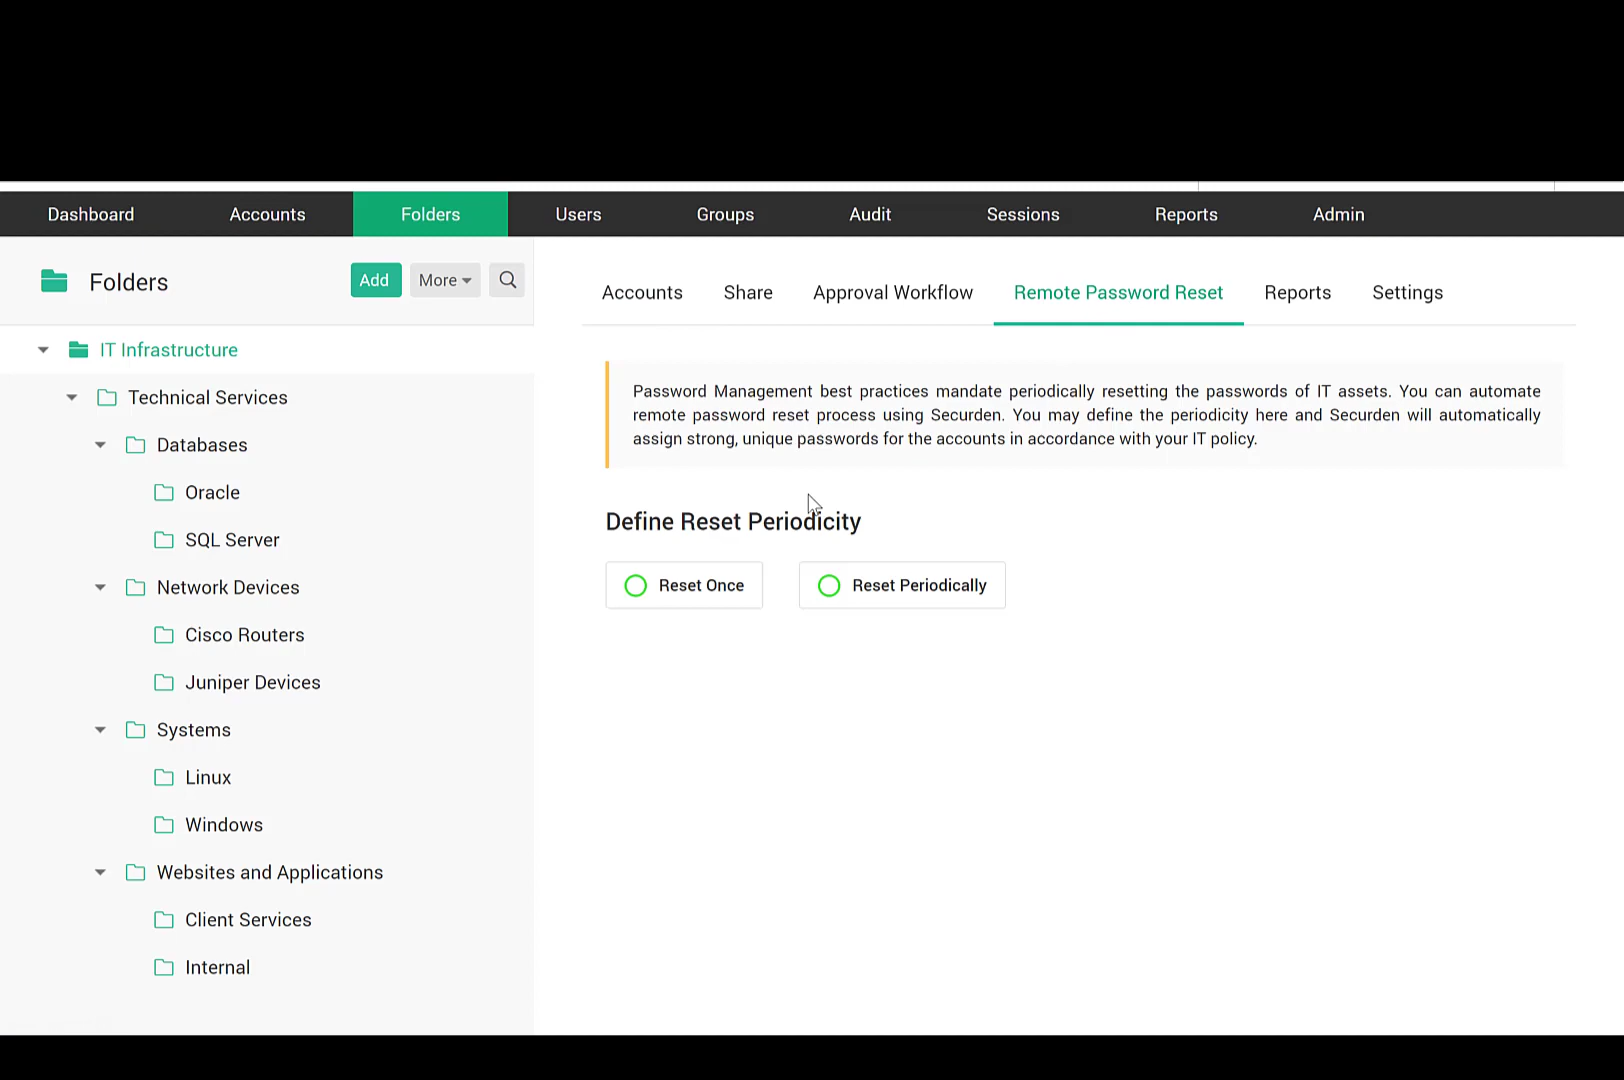 Dashboard Accounts Folders Users Groups Audit Sessions Reports Admin
Folders Add More
IT Infrastructure
Technical Services
Databases
Oracle
SQL Server
Network Devices
Cisco Routers
Juniper Devices
Systems
Linux
Windows
Websites and Applications
Client Services
Internal
Accounts Share Approval Workflow Remote Password Reset Reports Settings
Password Management best practices mandate periodically resetting the passwords of IT assets. You can automate
remote password reset process using Securden. You may define the periodicity here and Securden will automatically
assign strong, unique passwords for the accounts in accordance with your IT policy.
Define Reset Periodicity
Reset Once Reset Periodically